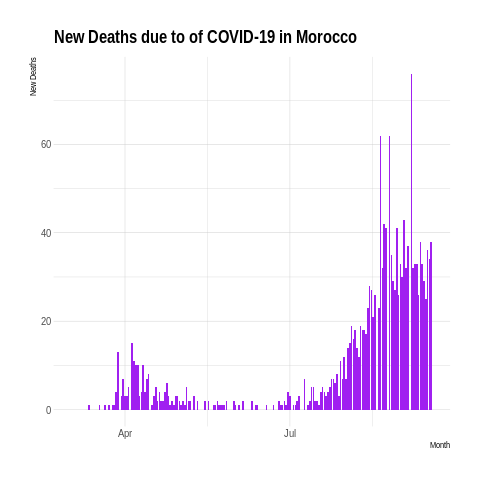 New Deaths due to of COVID-19 in Morocco
New Deaths
60
40
20
0
Apr
Jul
Month